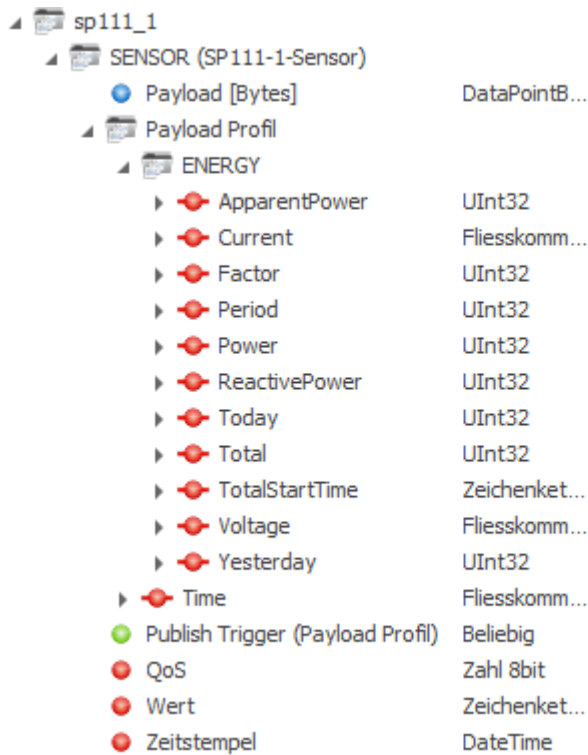 sp111_1
SENSOR (SP111-1-Sensor)
Payload [Bytes] DataPointB...
Payload Profil
ENERGY
ApparentPower UInt32
Current Fliesskomm...
Factor UInt32
Period UInt32
Power UInt32
ReactivePower UInt32
Today UInt32
Total UInt32
TotalStartTime Zeichenket...
Voltage Fliesskomm...
Yesterday UInt32
Time Fliesskomm...
Publish Trigger (Payload Profil) Beliebig
QoS Zahl 8bit
Wert Zeichenket...
Zeitstempel DateTime